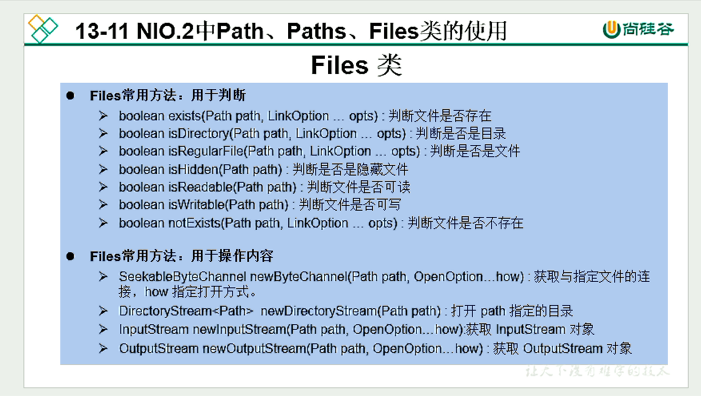 13-11 NIO.2中Path、Paths、Files类的使用
尚硅谷
Files 类
Files常用方法：用于判断
boolean exists(Path path, LinkOption … opts) : 判断文件是否存在
boolean isDirectory(Path path, LinkOption … opts) : 判断是否是目录
boolean isRegularFile(Path path, LinkOption … opts) : 判断是否是文件
boolean isHidden(Path path) : 判断是否是隐藏文件
boolean isReadable(Path path) : 判断文件是否可读
boolean isWritable(Path path) : 判断文件是否可写
boolean notExists(Path path, LinkOption … opts) : 判断文件是否不存在
Files常用方法：用于操作内容
SeekableByteChannel newByteChannel(Path path, OpenOption…how) : 获取与指定文件的连
接，how 指定打开方式。
DirectoryStream<Path> newDirectoryStream(Path path) : 打开 path 指定的目录
InputStream newInputStream(Path path, OpenOption…how):获取 InputStream 对象
OutputStream newOutputStream(Path path, OpenOption…how) : 获取 OutputStream 对象
让天下没有难学的技术